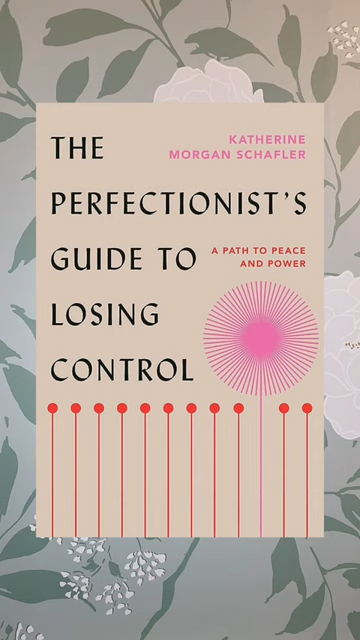 THE
KATHERINE
MORGAN SCHAFLER
PERFECTIONIST'S
GUIDE TO
A PATH TO PEACE
AND POWER
LOSING
CONTROL